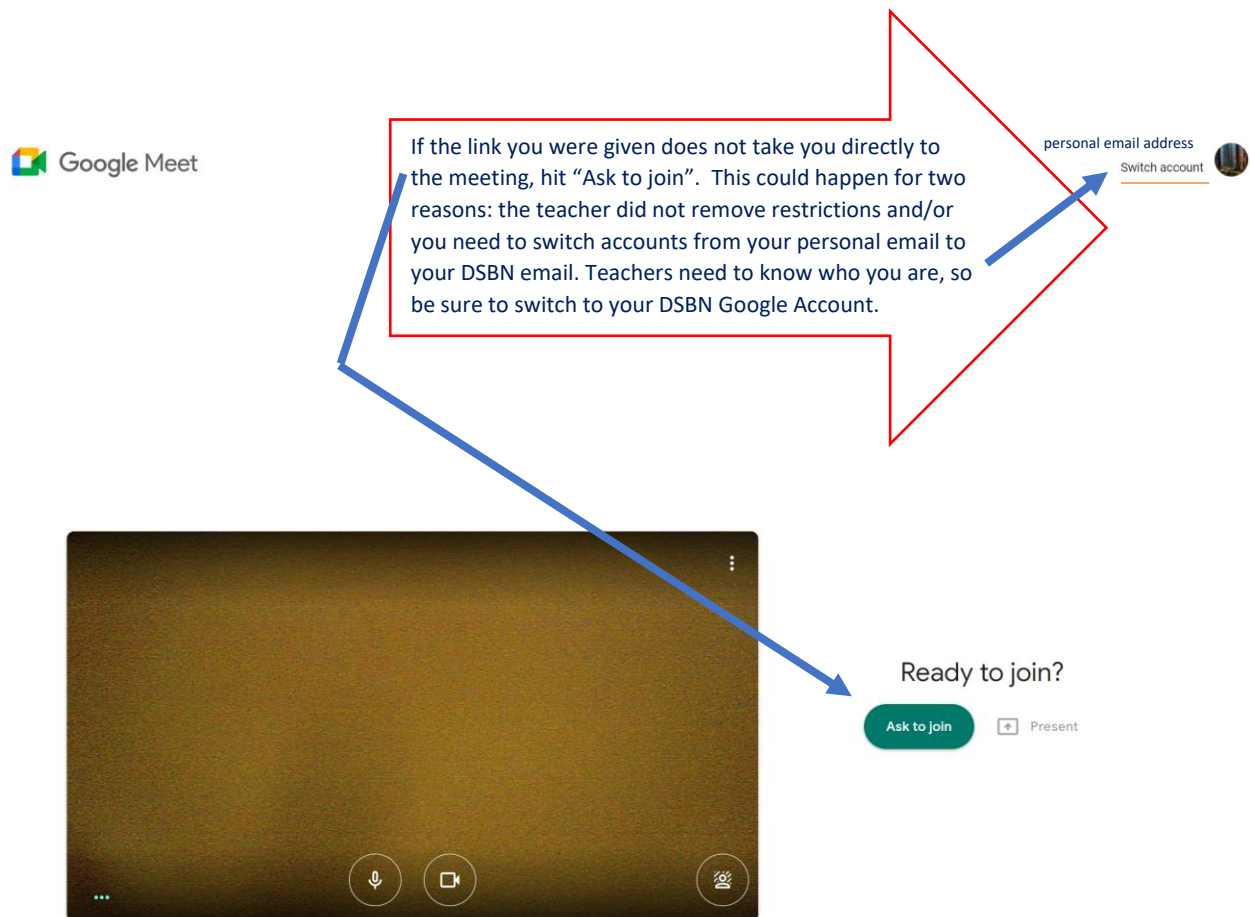 Google Meet
If the link you were given does not take you directly to
the meeting, hit “Ask to join”.  This could happen for two
reasons: the teacher did not remove restrictions and/or
you need to switch accounts from your personal email to
your DSBN email. Teachers need to know who you are, so
be sure to switch to your DSBN Google Account.
personal email address
Switch account
Ready to join?
Ask to join
Present